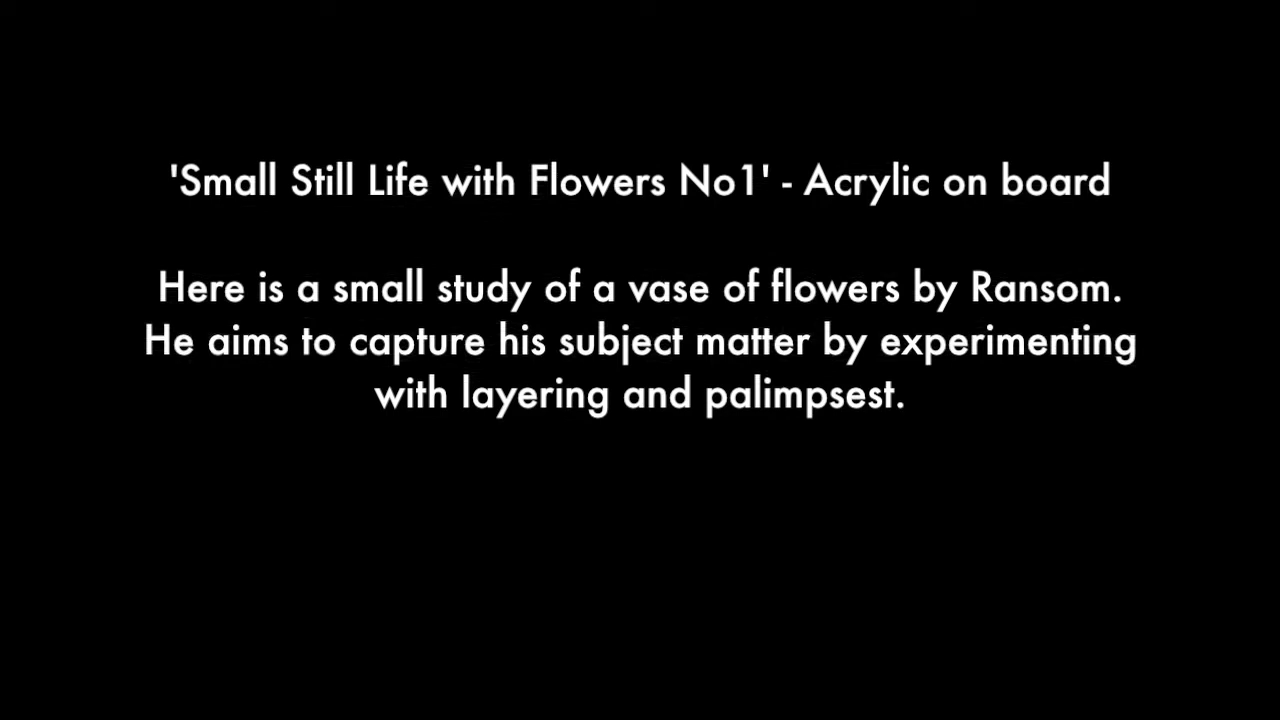 'Small Still Life with Flowers No1' - Acrylic on board
Here is a small study of a vase of flowers by Ransom.
He aims to capture his subject matter by experimenting
with layering and palimpsest.